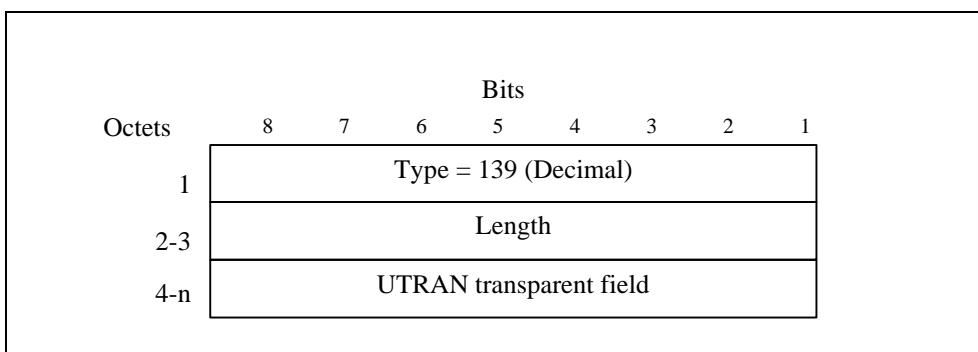 Bits
Octets 8 7 6 5 4 3 2 1
1 Type = 139 (Decimal)
2-3 Length
4-n UTRAN transparent field